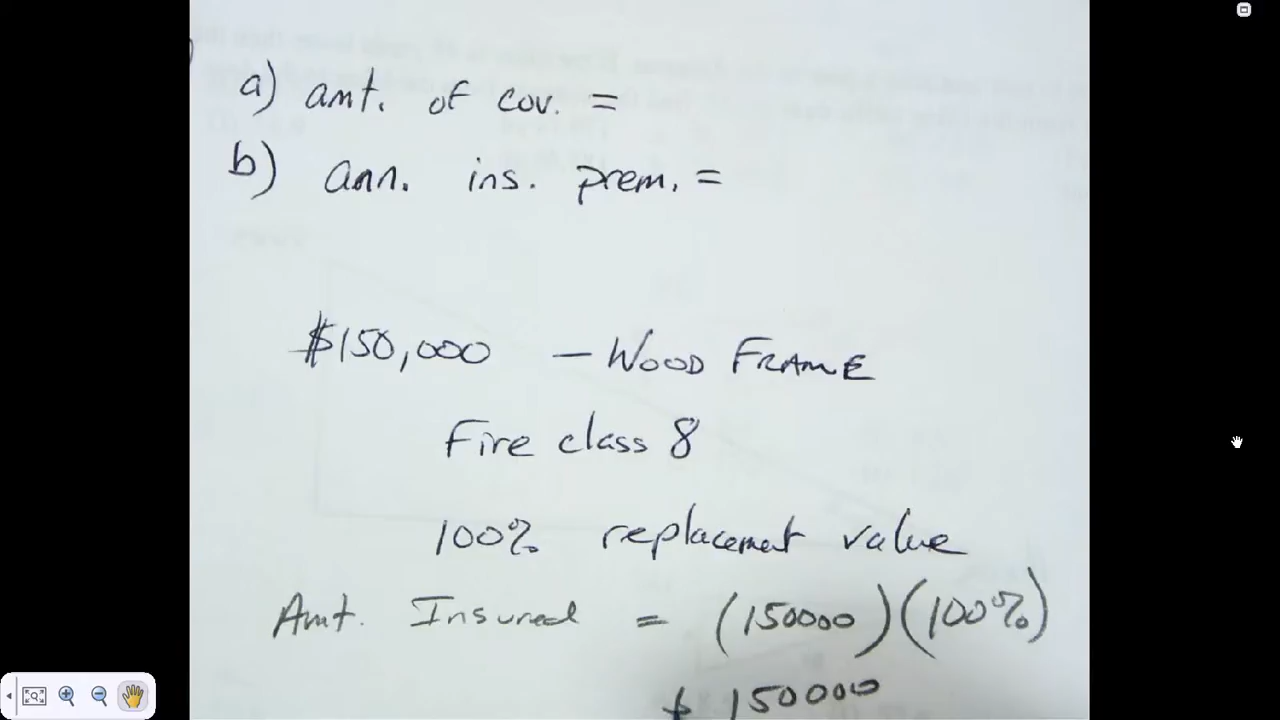 a) amt. of cov. =
b) ann. ins. prem. =
$150,000 – WOOD FRAME
Fire class 8
100% replacement value
Amt. Insured = (150000)(100%)
$ 150000